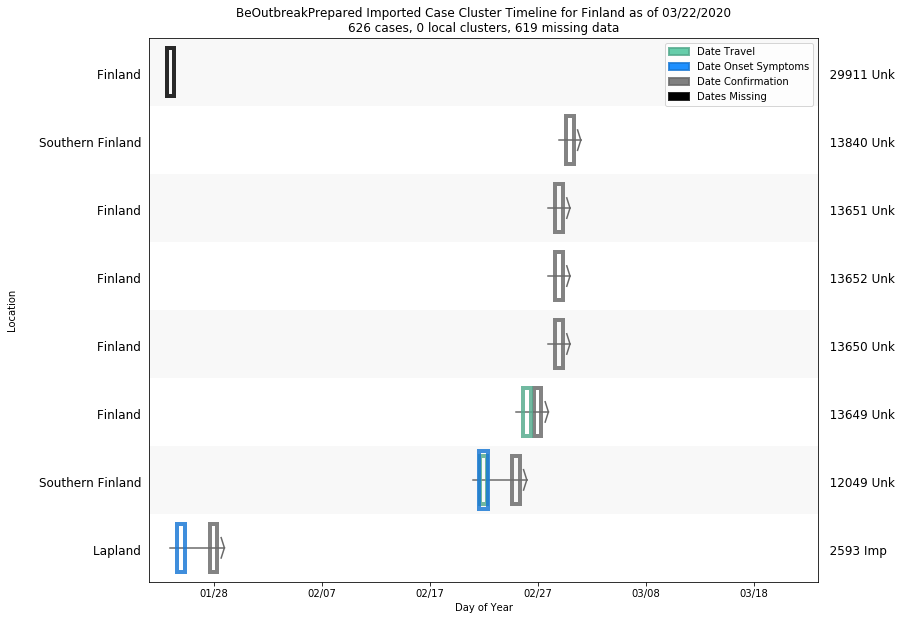 BeOutbreakPrepared Imported Case Cluster Timeline for Finland as of 03/22/2020
626 cases, 0 local clusters, 619 missing data
Date Travel
Date Onset Symptoms
Date Confirmation
Dates Missing
Finland 29911 Unk
Southern Finland 13840 Unk
Finland 13651 Unk
Finland 13652 Unk
Finland 13650 Unk
Finland 13649 Unk
Southern Finland 12049 Unk
Lapland 2593 Imp
Location
01/28 02/07 02/17 02/27 03/08 03/18
Day of Year